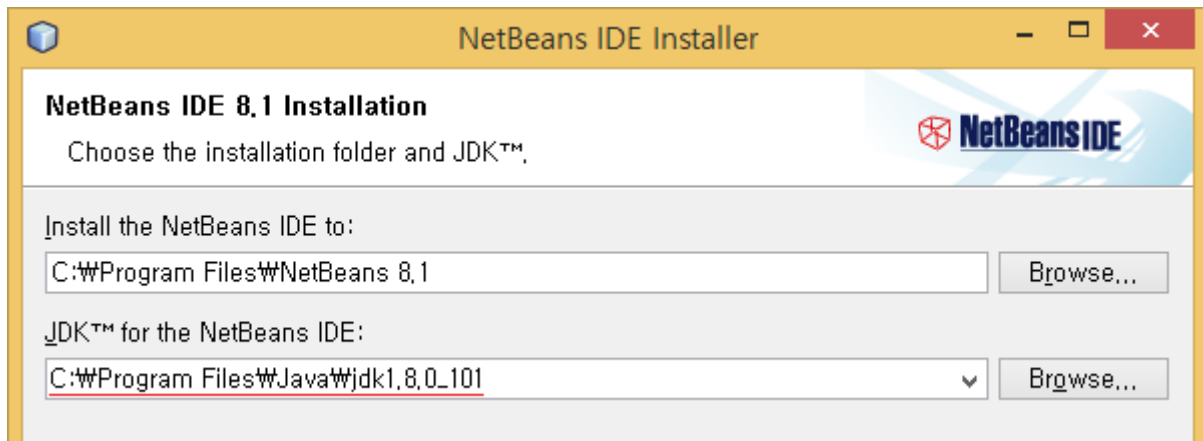 NetBeans IDE Installer
NetBeans IDE 8.1 Installation
Choose the installation folder and JDK™.
NetBeans IDE
Install the NetBeans IDE to:
C:₩Program Files₩NetBeans 8.1
Browse...
JDK™ for the NetBeans IDE:
C:₩Program Files₩Java₩jdk1.8.0_101
Browse...